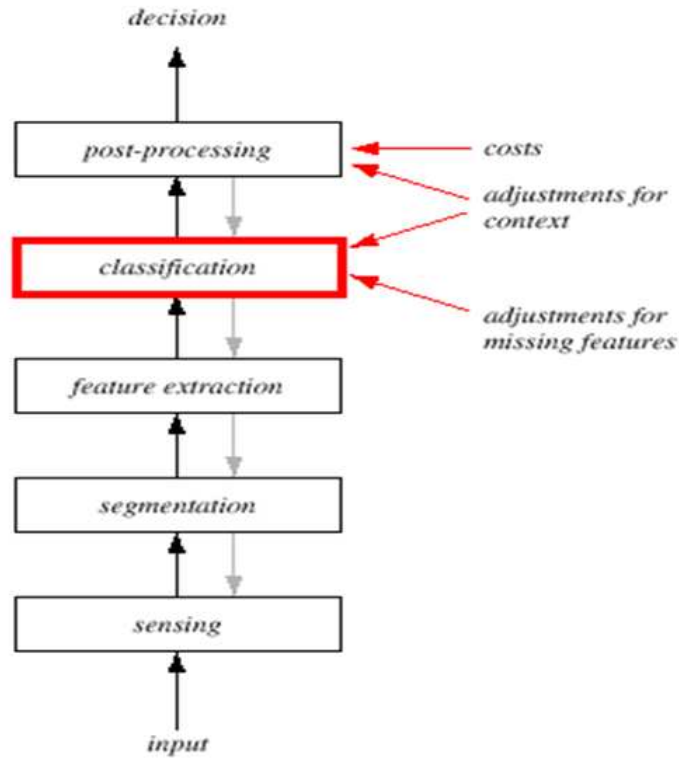 decision
post-processing
costs
adjustments for
context
classification
adjustments for
missing features
feature extraction
segmentation
sensing
input